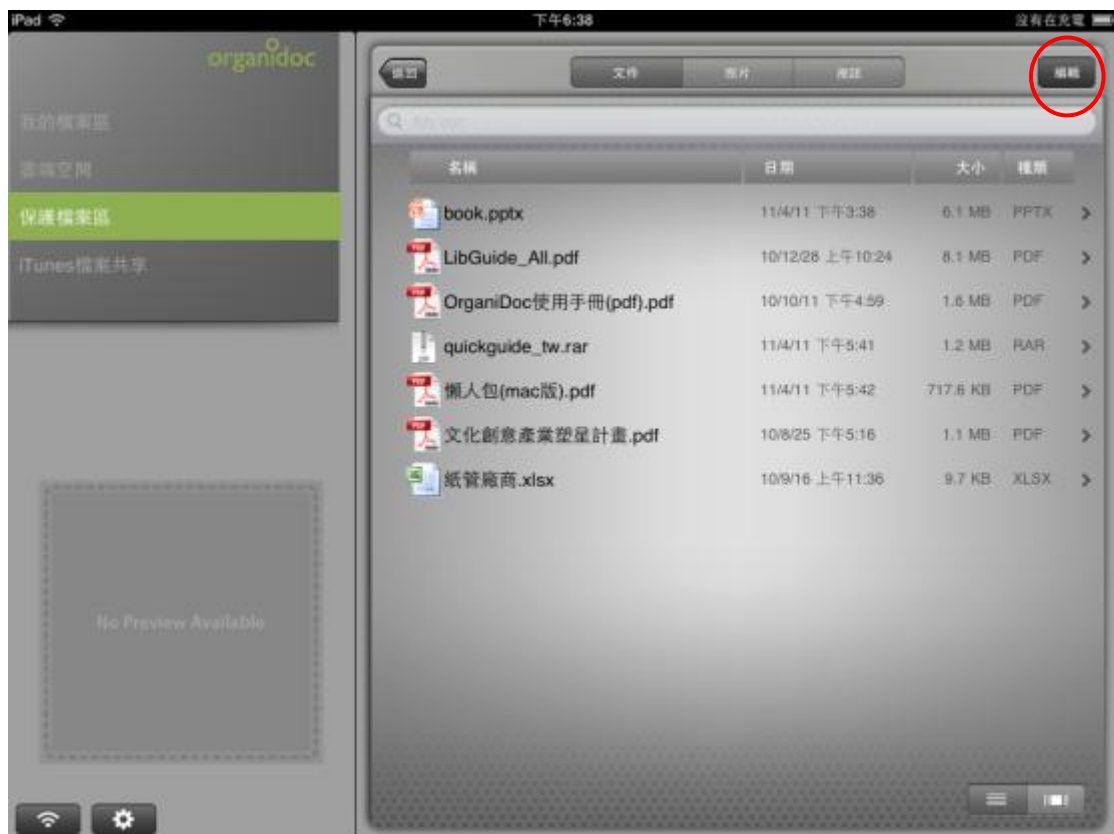 iPad 下午6:38 沒有在充電
organidoc
我的檔案區
雲端空間
保護檔案區
iTunes檔案共享
No Preview Available
返回 文件 照片 編輯
名稱 日期 大小 種類
book.pptx 11/4/11 下午3:38 6.1 MB PPTX
LibGuide_All.pdf 10/12/28 上午10:24 8.1 MB PDF
OrganiDoc使用手冊(pdf).pdf 10/10/11 下午4:59 1.6 MB PDF
quickguide_tw.rar 11/4/11 下午5:41 1.2 MB RAR
懶人包(mac版).pdf 11/4/11 下午5:42 717.6 KB PDF
文化創意產業塑星計畫.pdf 10/8/25 下午5:16 1.1 MB PDF
紙管廠商.xlsx 10/9/16 上午11:36 9.7 KB XLSX